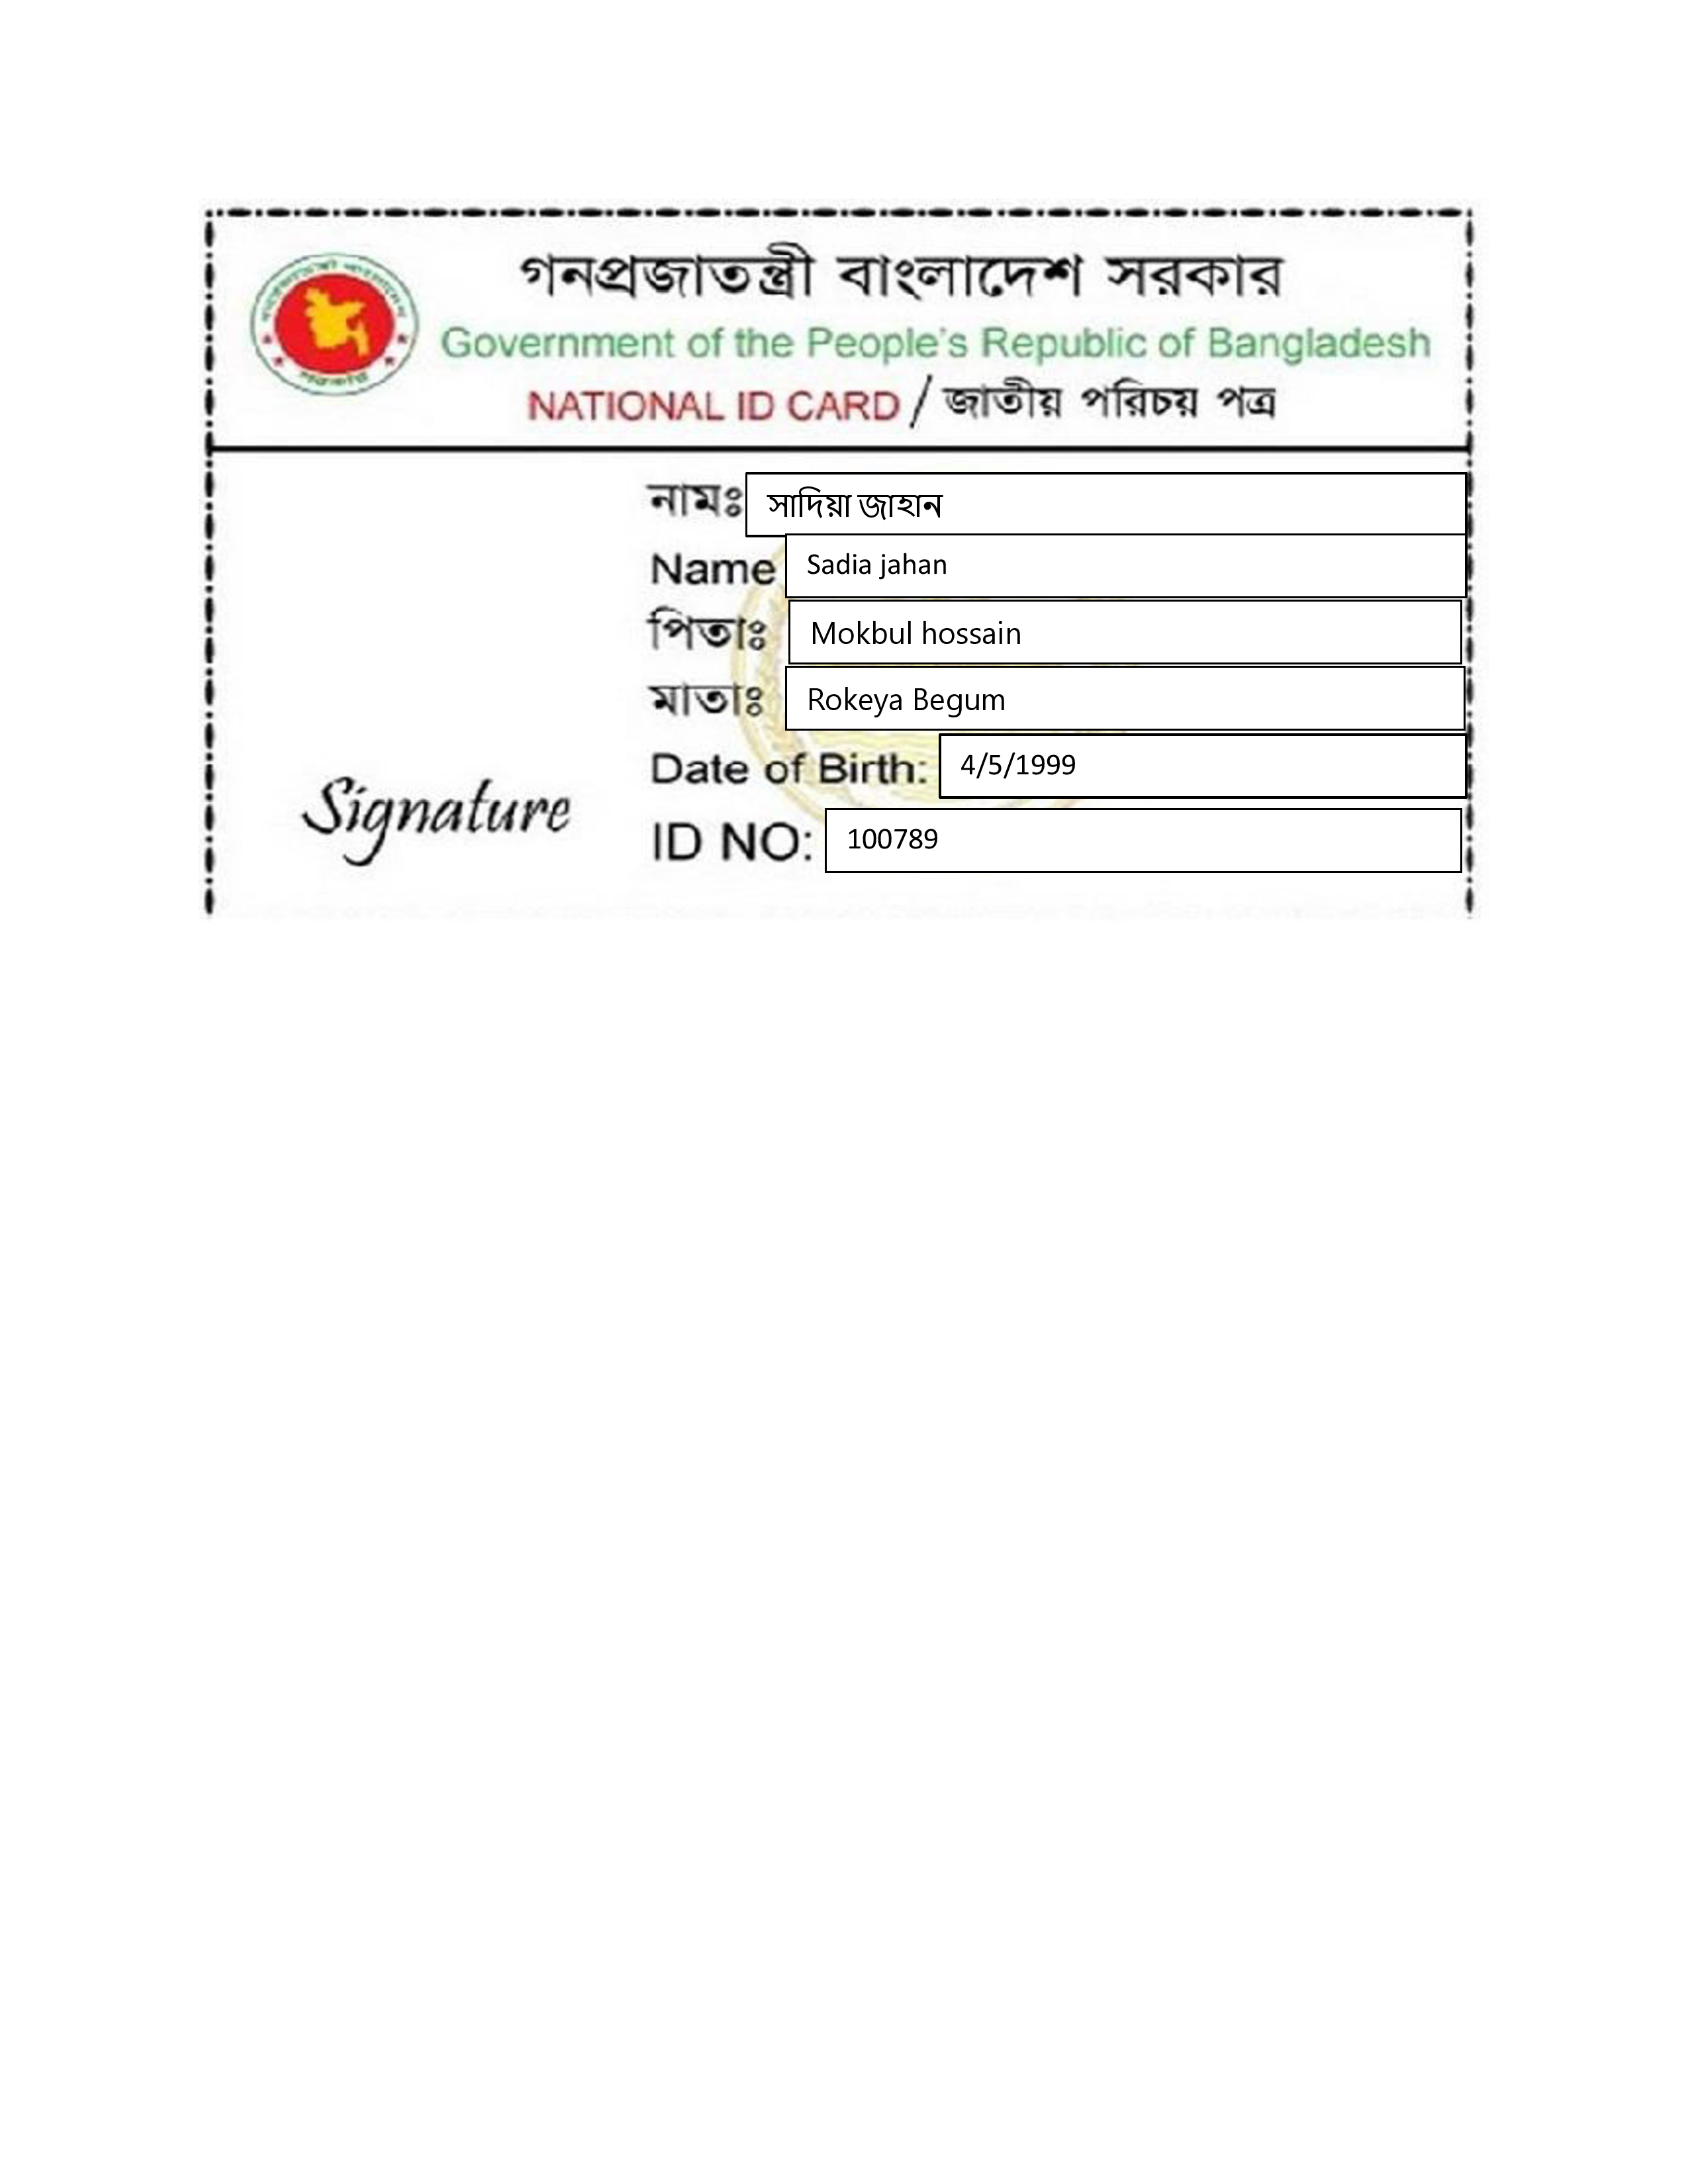 গনপ্রজাতন্ত্রী বাংলাদেশ সরকার
Government of the People's Republic of Bangladesh
NATIONAL ID CARD / জাতীয় পরিচয় পত্র
নামঃ সাদিয়া জাহান
Name Sadia jahan
পিতাঃ Mokbul hossain
মাতাঃ Rokeya Begum
Date of Birth: 4/5/1999
Signature
ID NO: 100789